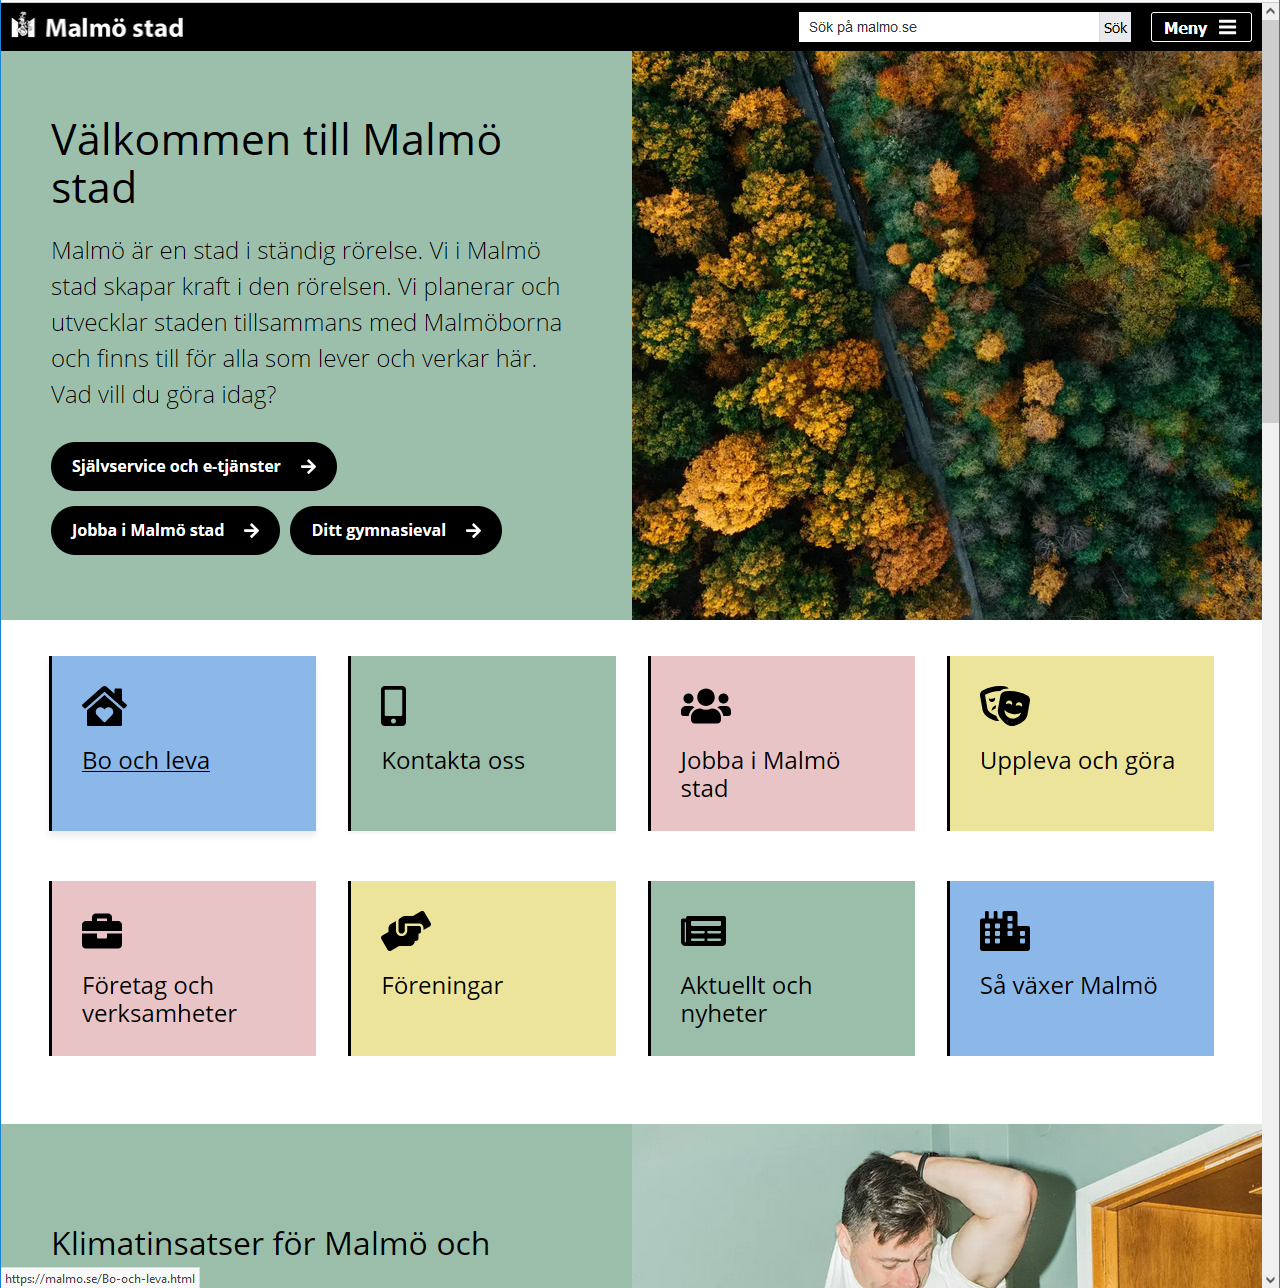 Malmö stad
Sök på malmo.se
Sök
Meny
Välkommen till Malmö
stad
Malmö är en stad i ständig rörelse. Vi i Malmö
stad skapar kraft i den rörelsen. Vi planerar och
utvecklar staden tillsammans med Malmöborna
och finns till för alla som lever och verkar här.
Vad vill du göra idag?
Självservice och e-tjänster
Jobba i Malmö stad
Ditt gymnasieval
Bo och leva
Kontakta oss
Jobba i Malmö
stad
Uppleva och göra
Företag och
verksamheter
Föreningar
Aktuellt och
nyheter
Så växer Malmö
Klimatinsatser för Malmö och
https://malmo.se/Bo-och-leva.html